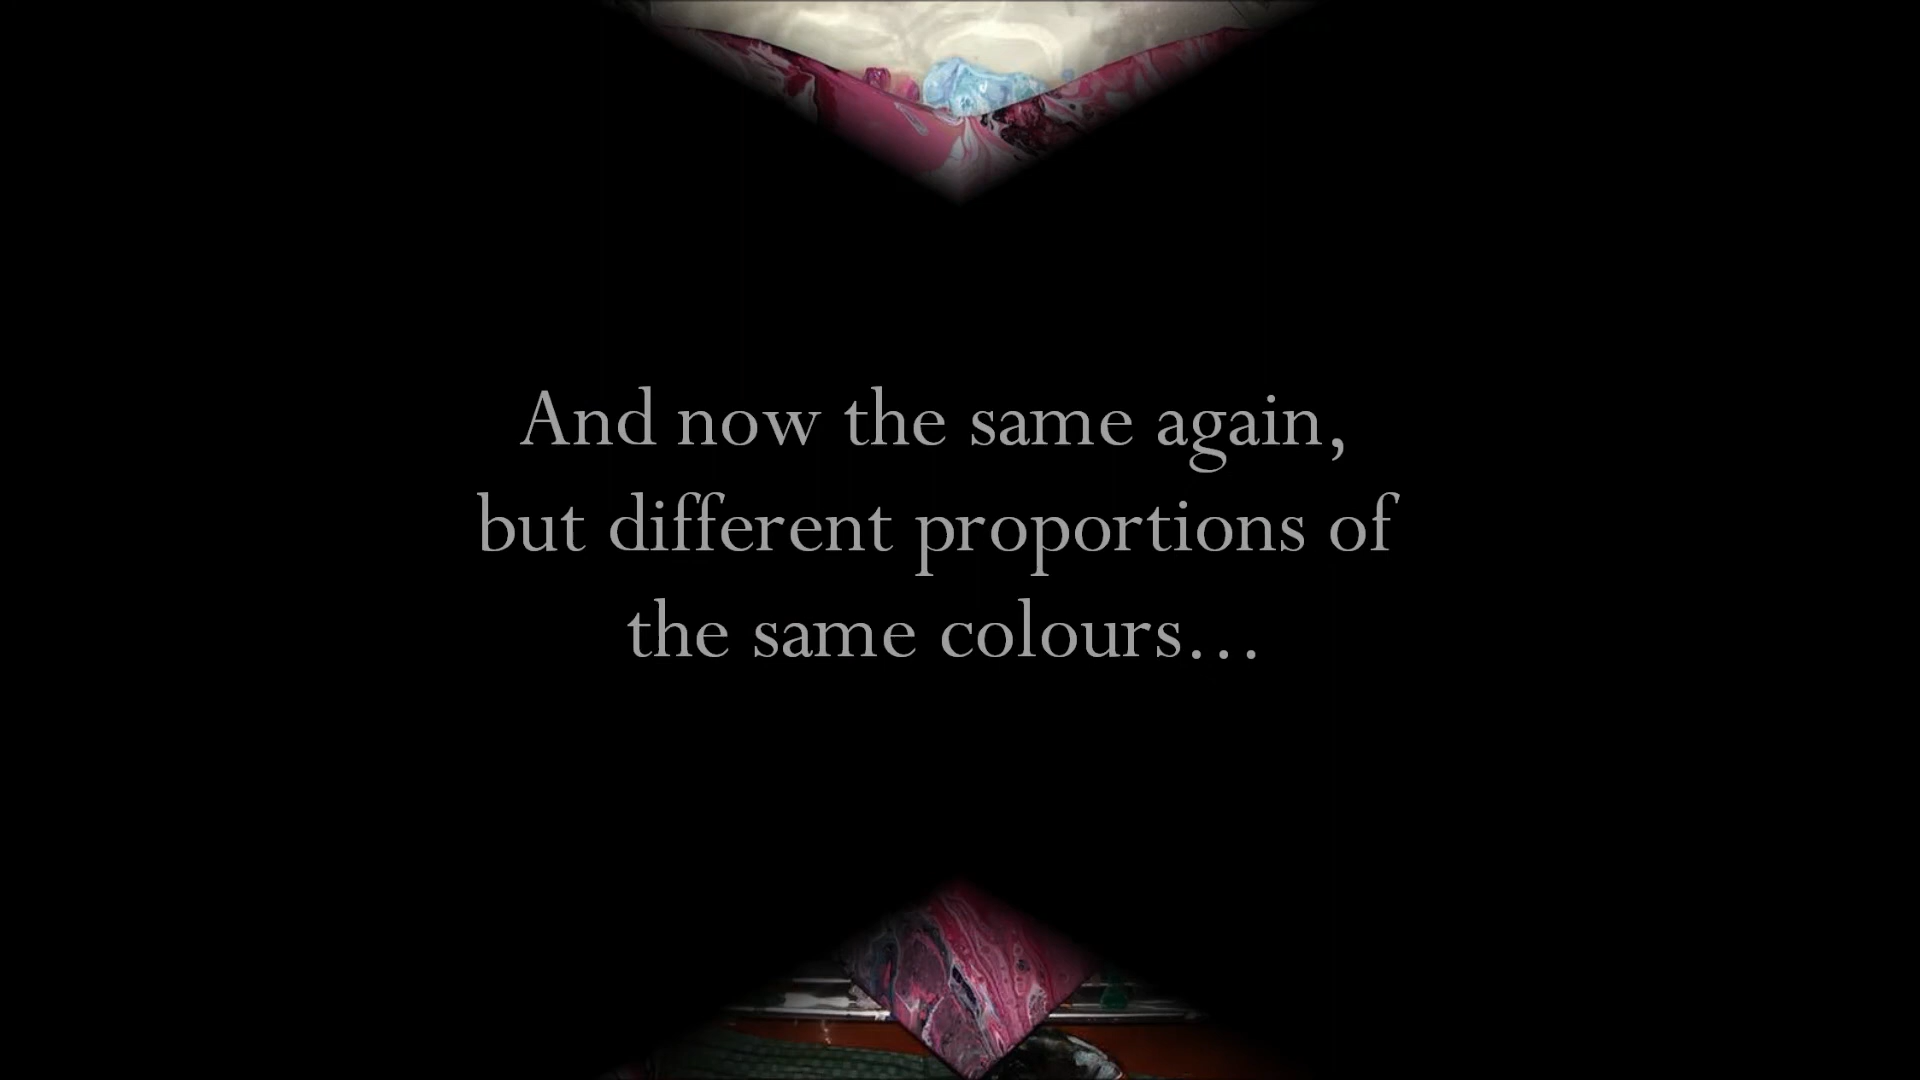 And now the same again,
but different proportions of
the same colours…